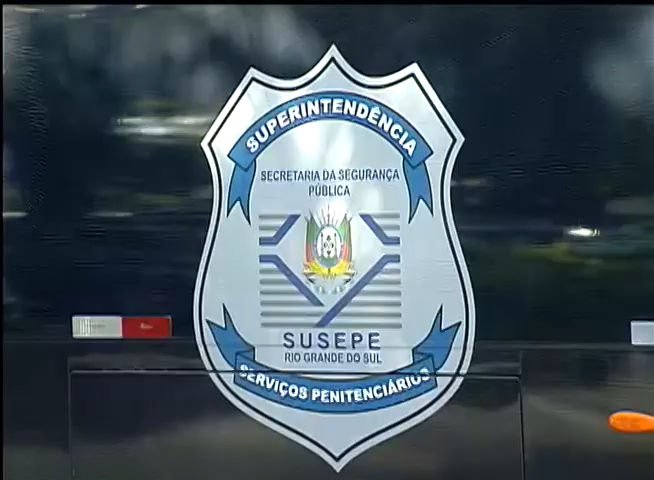 SUPERINTENDÊNCIA
SECRETARIA DA SEGURANÇA
PÚBLICA
SUSEPE
RIO GRANDE DO SUL
SERVIÇOS PENITENCIÁRIOS